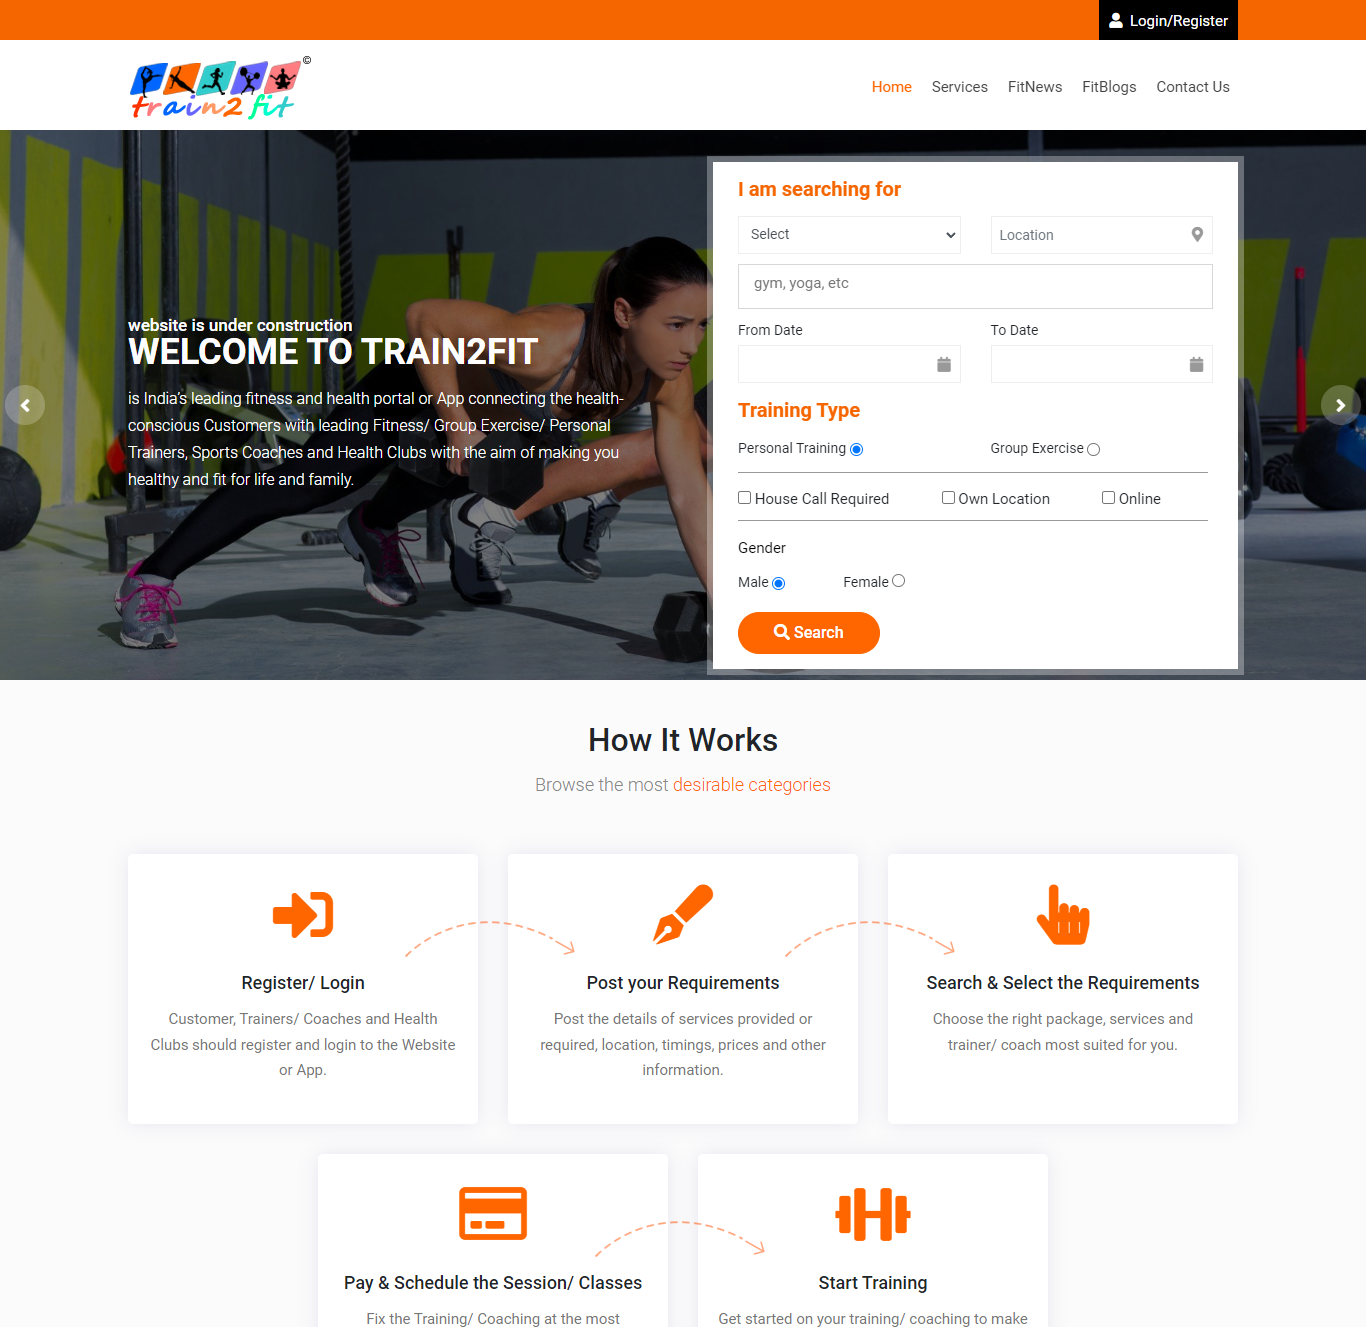 Login/Register
©
train2fit
Home Services FitNews FitBlogs Contact Us
website is under construction
WELCOME TO TRAIN2FIT
is India's leading fitness and health portal or App connecting the health-
conscious Customers with leading Fitness/ Group Exercise/ Personal
Trainers, Sports Coaches and Health Clubs with the aim of making you
healthy and fit for life and family.
I am searching for
Select Location
gym, yoga, etc
From Date To Date
Training Type
Personal Training Group Exercise
House Call Required Own Location Online
Gender
Male Female
Search
How It Works
Browse the most desirable categories
Register/ Login
Customer, Trainers/ Coaches and Health
Clubs should register and login to the Website
or App.
Post your Requirements
Post the details of services provided or
required, location, timings, prices and other
information.
Search & Select the Requirements
Choose the right package, services and
trainer/ coach most suited for you.
Pay & Schedule the Session/ Classes
Fix the Training/ Coaching at the most
Start Training
Get started on your training/ coaching to make